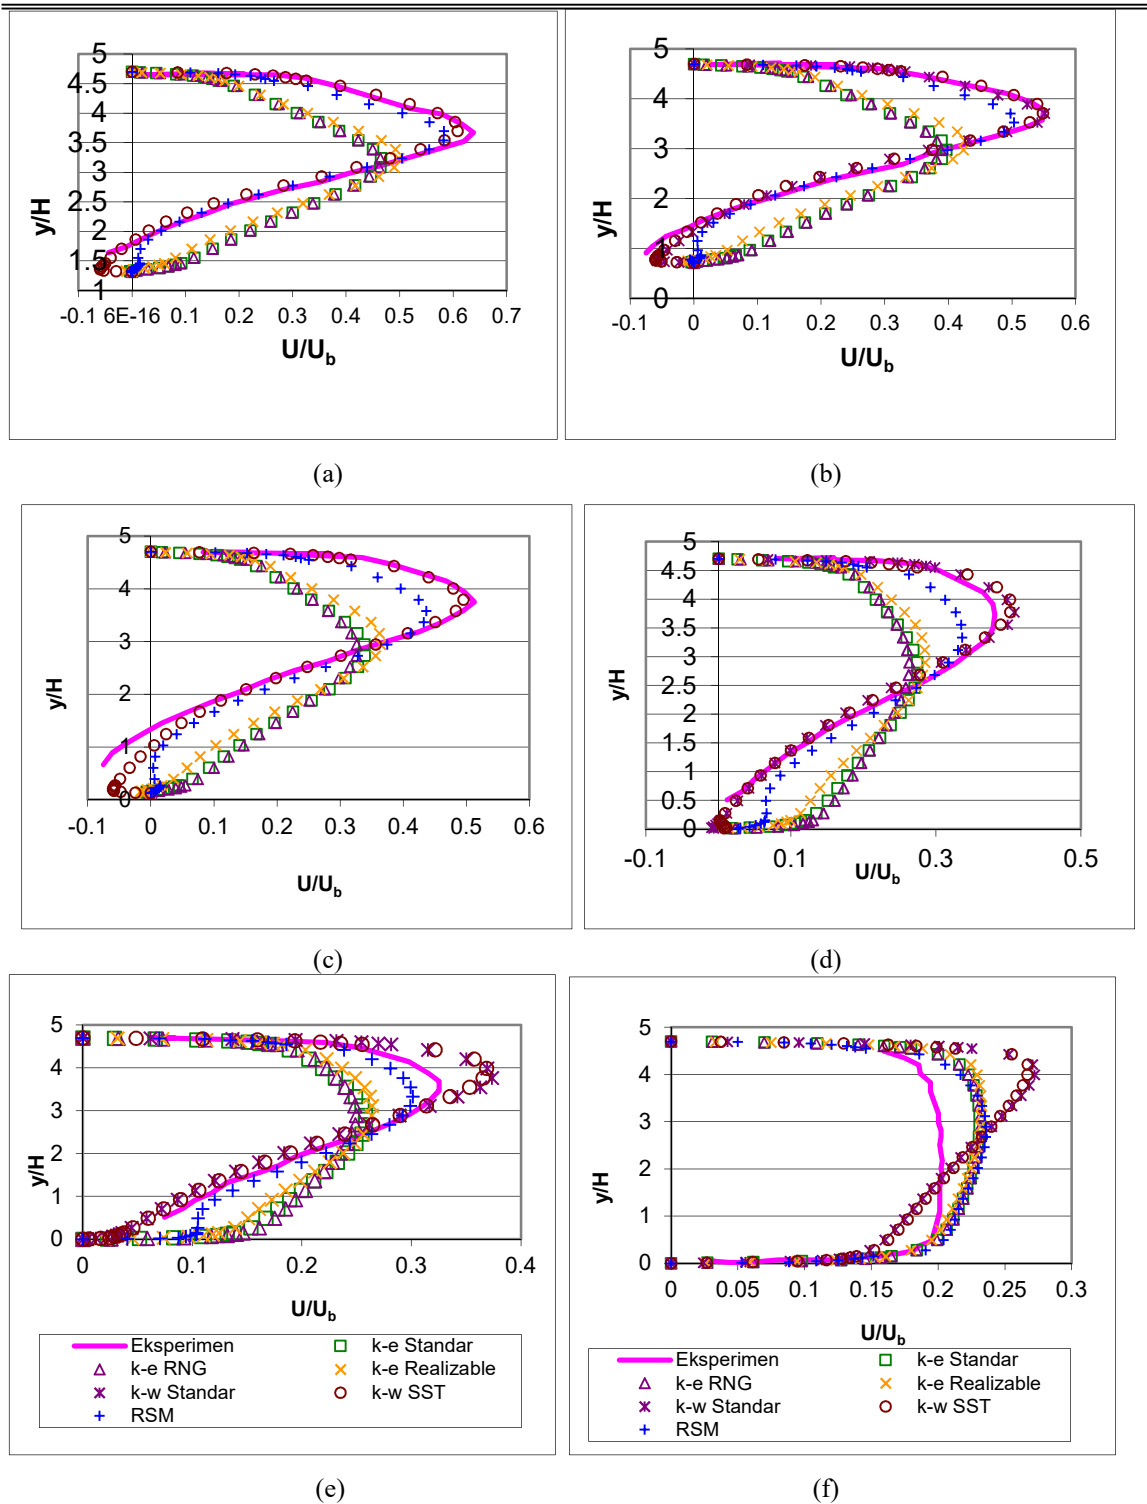 5
4.5
4
3.5
3
2.5
2
1.5
1
y/H
-0.1 6E-16 0.1 0.2 0.3 0.4 0.5 0.6 0.7
U/Ub
(a)
5
4
3
2
1
0
y/H
-0.1 0 0.1 0.2 0.3 0.4 0.5 0.6
U/Ub
(b)
5
4
3
2
1
0
y/H
-0.1 0 0.1 0.2 0.3 0.4 0.5 0.6
U/Ub
(c)
5
4.5
4
3.5
3
2.5
2
1.5
1
0.5
0
y/H
-0.1 0.1 0.3 0.5
U/Ub
(d)
5
4
3
2
1
0
y/H
0 0.1 0.2 0.3 0.4
U/Ub
Eksperimen k-e Standar
k-e RNG k-e Realizable
k-w Standar k-w SST
RSM
(e)
5
4
3
2
1
0
y/H
0 0.05 0.1 0.15 0.2 0.25 0.3
U/Ub
Eksperimen k-e Standar
k-e RNG k-e Realizable
k-w Standar k-w SST
RSM
(f)